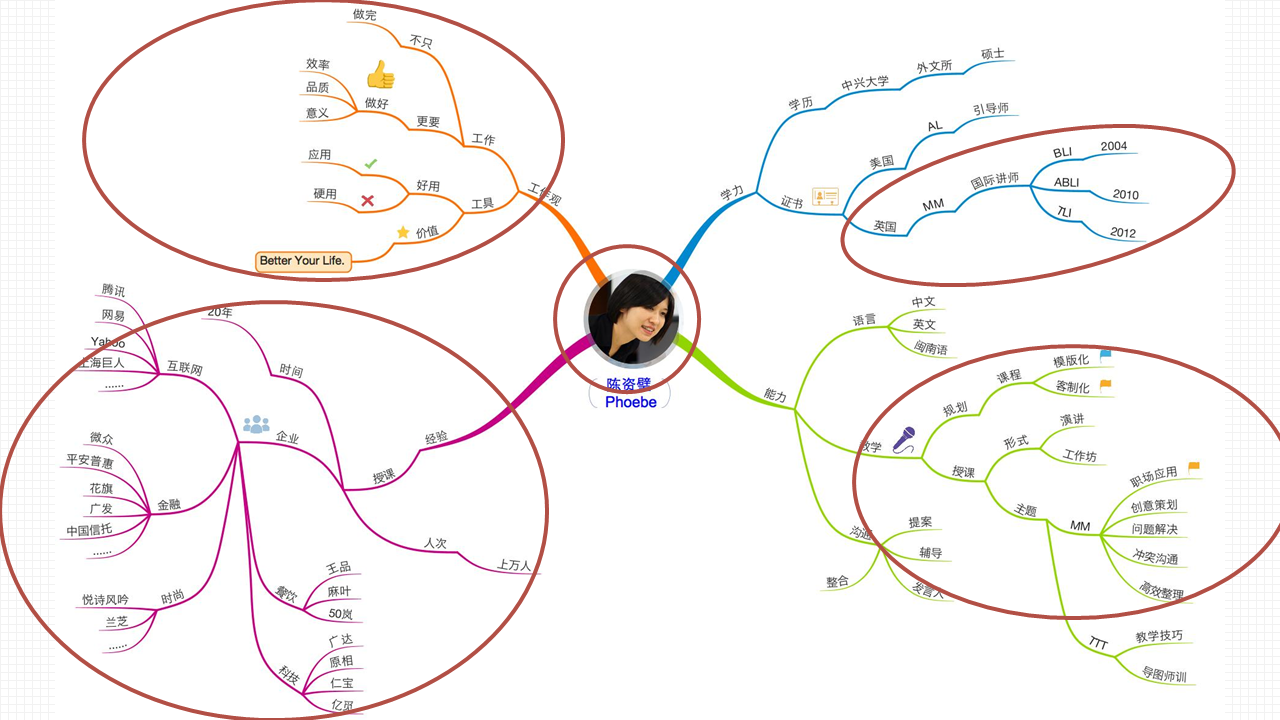 做完
不只
效率
品质
意义
做好
更要
工作
应用
硬用
好用
工具
价值
Better Your Life.
工作观
学力
学历
中兴大学
外文所
硕士
证书
美国
AL
引导师
英国
MM
国际讲师
BLI
2004
ABLI
2010
TLI
2012
陈资璧
Phoebe
腾讯
网易
Yahoo
上海巨人
......
互联网
20年
时间
企业
经验
授课
微众
平安普惠
花旗
广发
中国信托
......
金融
人次
上万人
悦诗风吟
兰芝
......
时尚
餐饮
王品
麻叶
50岚
科技
广达
原相
仁宝
亿觅
能力
语言
中文
英文
闽南语
教学
规划
课程
模版化
客制化
授课
形式
演讲
工作坊
主题
MM
职场应用
创意策划
问题解决
冲突沟通
高效整理
TTT
教学技巧
导图师训
沟通
提案
辅导
发言人
整合